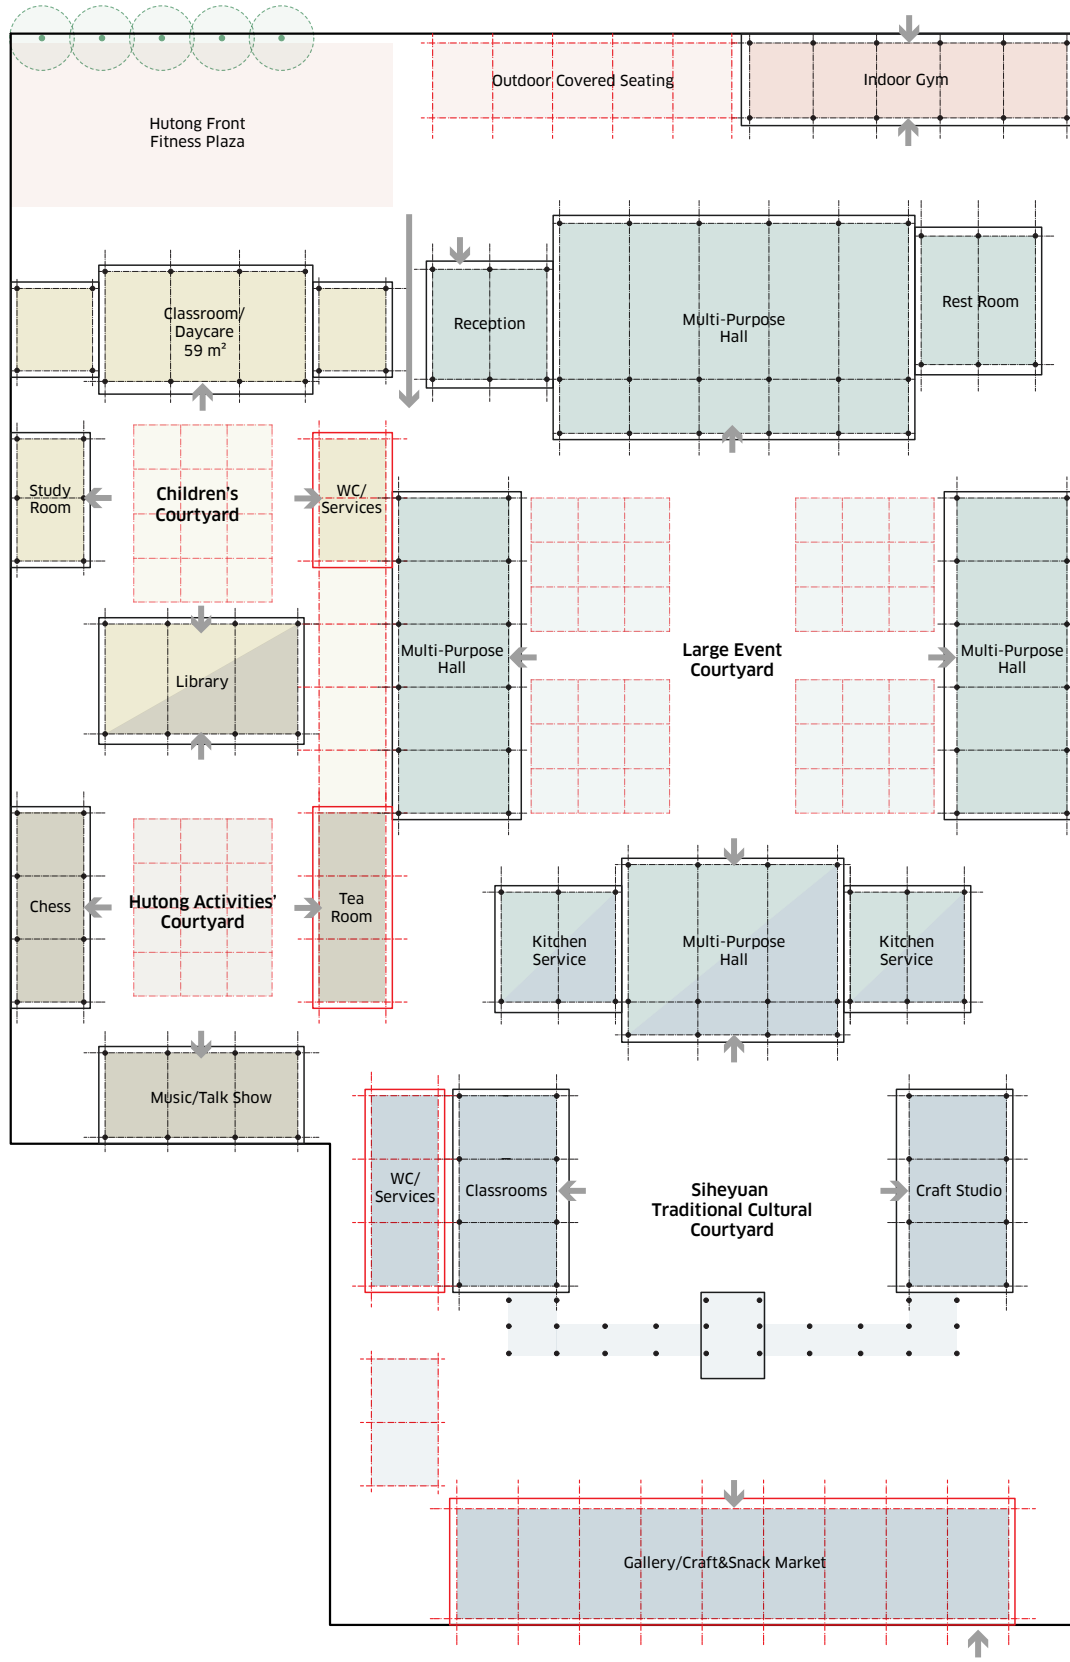 Outdoor Covered Seating
Indoor Gym
Hutong Front
Fitness Plaza
Classroom/
Daycare
59 m²
Reception
Multi-Purpose
Hall
Rest Room
Study
Room
Children's
Courtyard
WC/
Services
Library
Multi-Purpose
Hall
Large Event
Courtyard
Multi-Purpose
Hall
Chess
Hutong Activities'
Courtyard
Tea
Room
Kitchen
Service
Multi-Purpose
Hall
Kitchen
Service
Music/Talk Show
WC/
Services
Classrooms
Siheyuan
Traditional Cultural
Courtyard
Craft Studio
Gallery/Craft&Snack Market